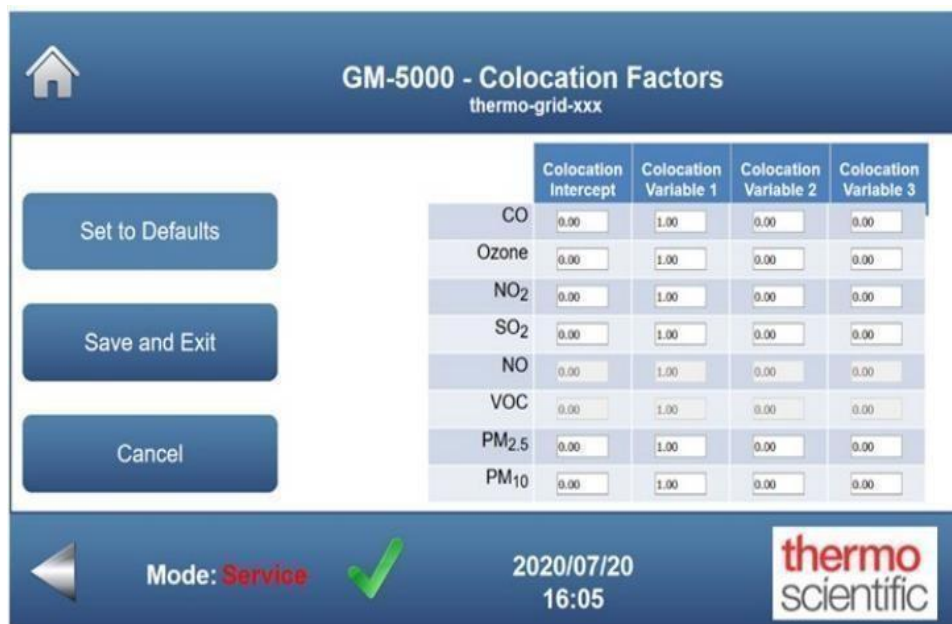 GM-5000 - Colocation Factors
thermo-grid-xxx
Set to Defaults
Save and Exit
Cancel
Colocation Intercept Colocation Variable 1 Colocation Variable 2 Colocation Variable 3
CO 0.00 1.00 0.00 0.00
Ozone 0.00 1.00 0.00 0.00
NO2 0.00 1.00 0.00 0.00
SO2 0.00 1.00 0.00 0.00
NO 0.00 1.00 0.00 0.00
VOC 0.00 1.00 0.00 0.00
PM2.5 0.00 1.00 0.00 0.00
PM10 0.00 1.00 0.00 0.00
Mode: Service
2020/07/20
16:05
thermo
scientific